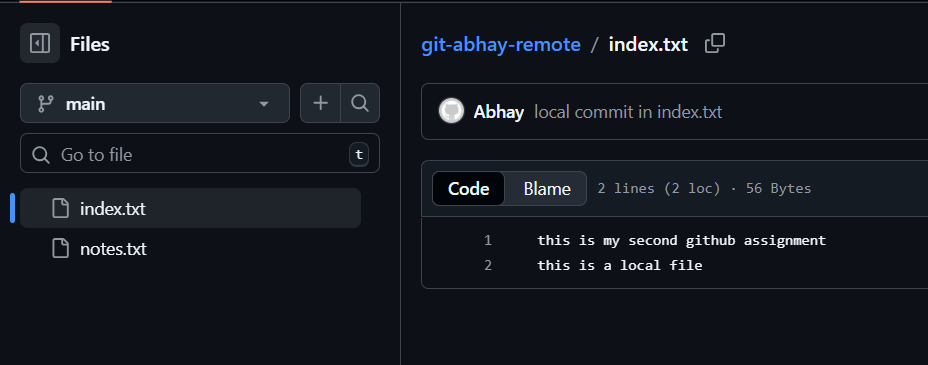 Files
main
Go to file
t
index.txt
notes.txt
git-abhay-remote / index.txt
Abhay local commit in index.txt
Code Blame 2 lines (2 loc) · 56 Bytes
1 this is my second github assignment
2 this is a local file